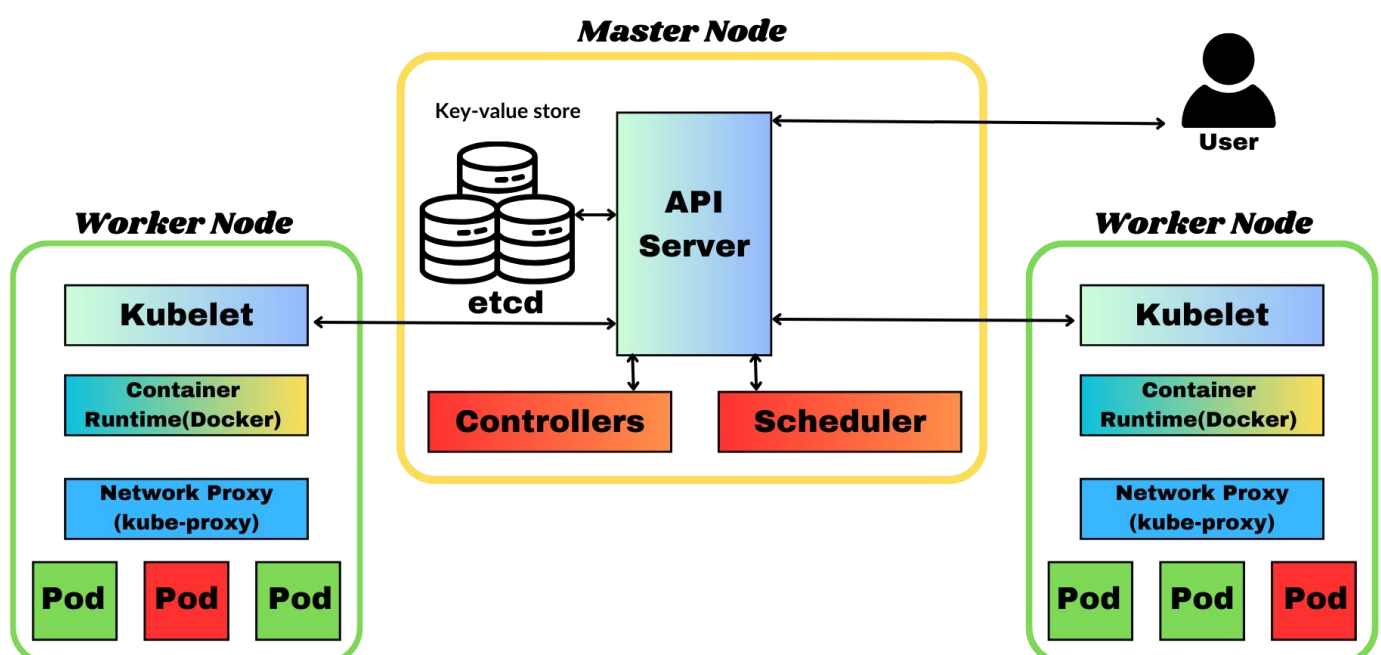 Master Node
Key-value store
etcd
API
Server
Controllers
Scheduler
User
Worker Node
Kubelet
Container
Runtime(Docker)
Network Proxy
(kube-proxy)
Pod
Pod
Pod
Worker Node
Kubelet
Container
Runtime(Docker)
Network Proxy
(kube-proxy)
Pod
Pod
Pod